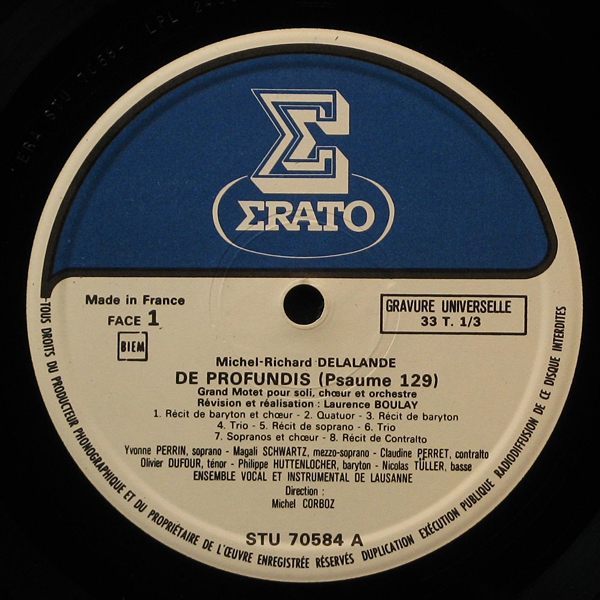 ΣRATO
Made in France
FACE 1
BIEM
GRAVURE UNIVERSELLE
33 T. 1/3
Michel-Richard DELALANDE
DE PROFUNDIS (Psaume 129)
Grand Motet pour soli, chœur et orchestre
Révision et réalisation : Laurence BOULAY
1. Récit de baryton et chœur - 2. Quatuor - 3. Récit de baryton
4. Trio - 5. Récit de soprano - 6. Trio
7. Sopranos et chœur - 8. Récit de Contralto
Yvonne PERRIN, soprano - Magali SCHWARTZ, mezzo-soprano - Claudine PERRET, contralto
Olivier DUFOUR, ténor - Philippe HUTTENLOCHER, baryton - Nicolas TÜLLER, basse
ENSEMBLE VOCAL ET INSTRUMENTAL DE LAUSANNE
Direction :
Michel CORBOZ
STU 70584 A
-TOUS DROITS DU PRODUCTEUR PHONOGRAPHIQUE ET DU PROPRIÉTAIRE DE L'ŒUVRE ENREGISTRÉE RÉSERVÉS DUPLICATION EXÉCUTION PUBLIQUE RADIODIFFUSION DE CE DISQUE INTERDITES